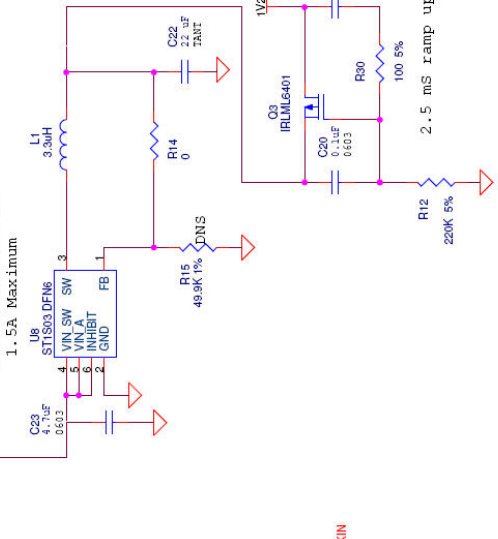 1.5A Maximum
U8
ST1S03 DFN6
4
VIN_SW
SW
3
5
VIN_A
6
INHIBIT
2
GND
FB
1
C23
4.7uF
0603
L1
3.3uH
R14
0
R15
49.9K 1%
DNS
C22
22 uF
TANT
1V2
Q3
IRLML6401
C20
0.1uF
0603
R30
100 5%
R12
220K 5%
2.5 mS ramp up
KIN